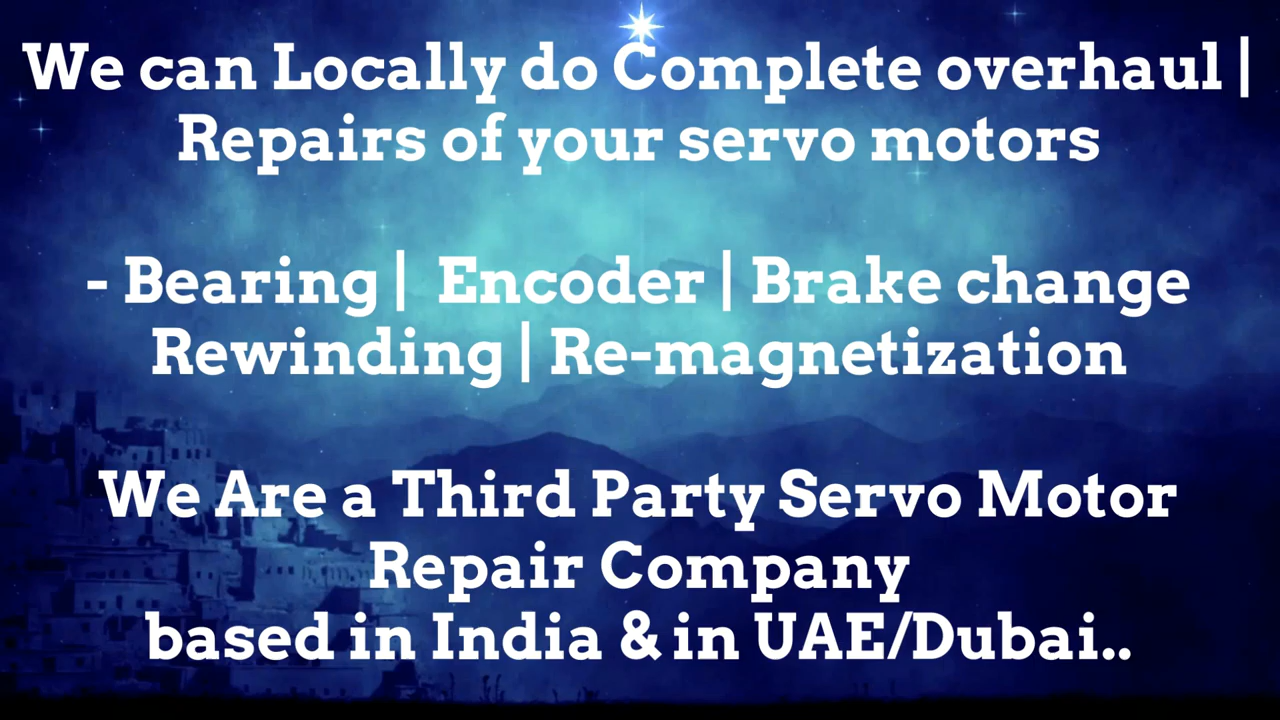 We can Locally do Complete overhaul |
Repairs of your servo motors
- Bearing | Encoder | Brake change
Rewinding | Re-magnetization
We Are a Third Party Servo Motor
Repair Company
based in India & in UAE/Dubai..